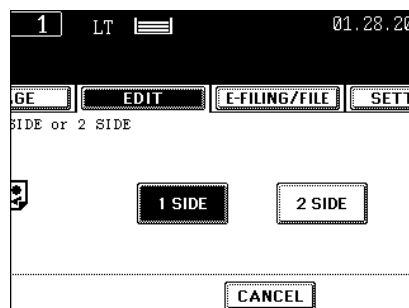 1 LT 01.28.20
GE EDIT E-FILING/FILE SETT
SIDE or 2 SIDE
1 SIDE 2 SIDE
CANCEL